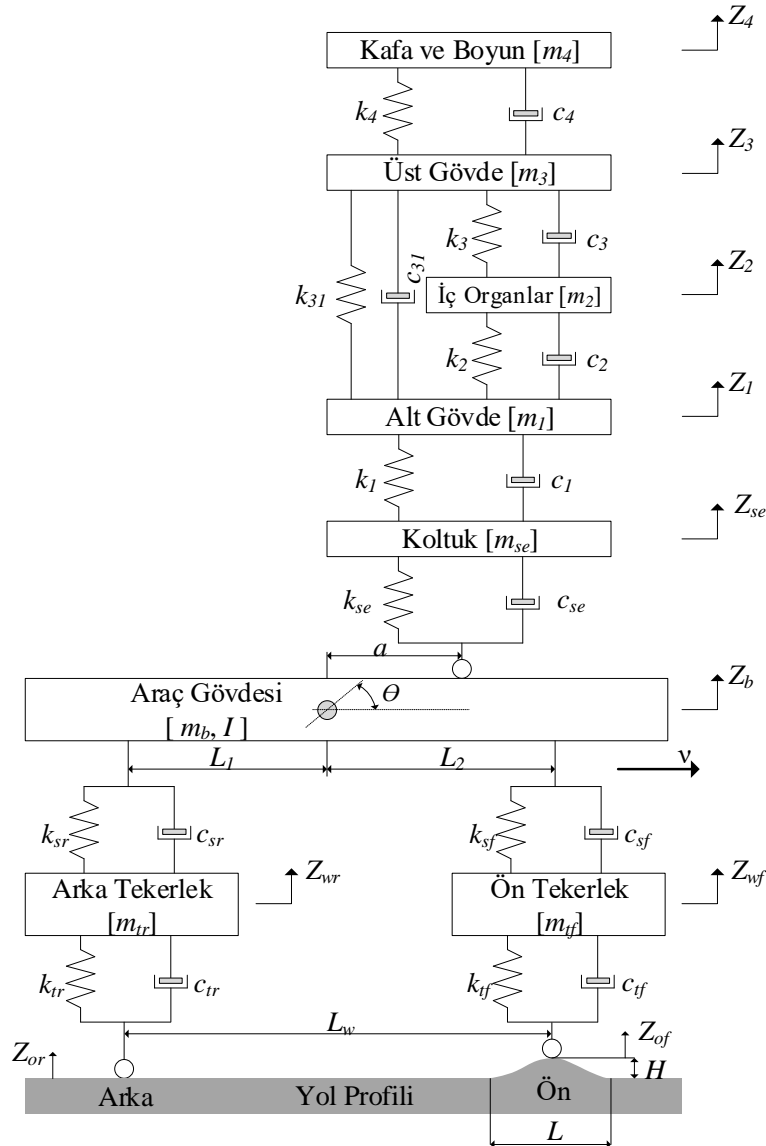 Z4
Kafa ve Boyun [m4]
k4
c4
Z3
Üst Gövde [m3]
k3
c3
c31
k31
Z2
İç Organlar [m2]
k2
c2
Z1
Alt Gövde [m1]
k1
c1
Zse
Koltuk [mse]
kse
cse
a
Araç Gövdesi
[ mb, I ]
Θ
Zb
L1
L2
ν
ksr
csr
ksf
csf
Zwr
Zwf
Arka Tekerlek
[mtr]
Ön Tekerlek
[mtf]
ktr
ctr
ktf
ctf
Lw
Zor
Zof
H
Arka
Yol Profili
Ön
L